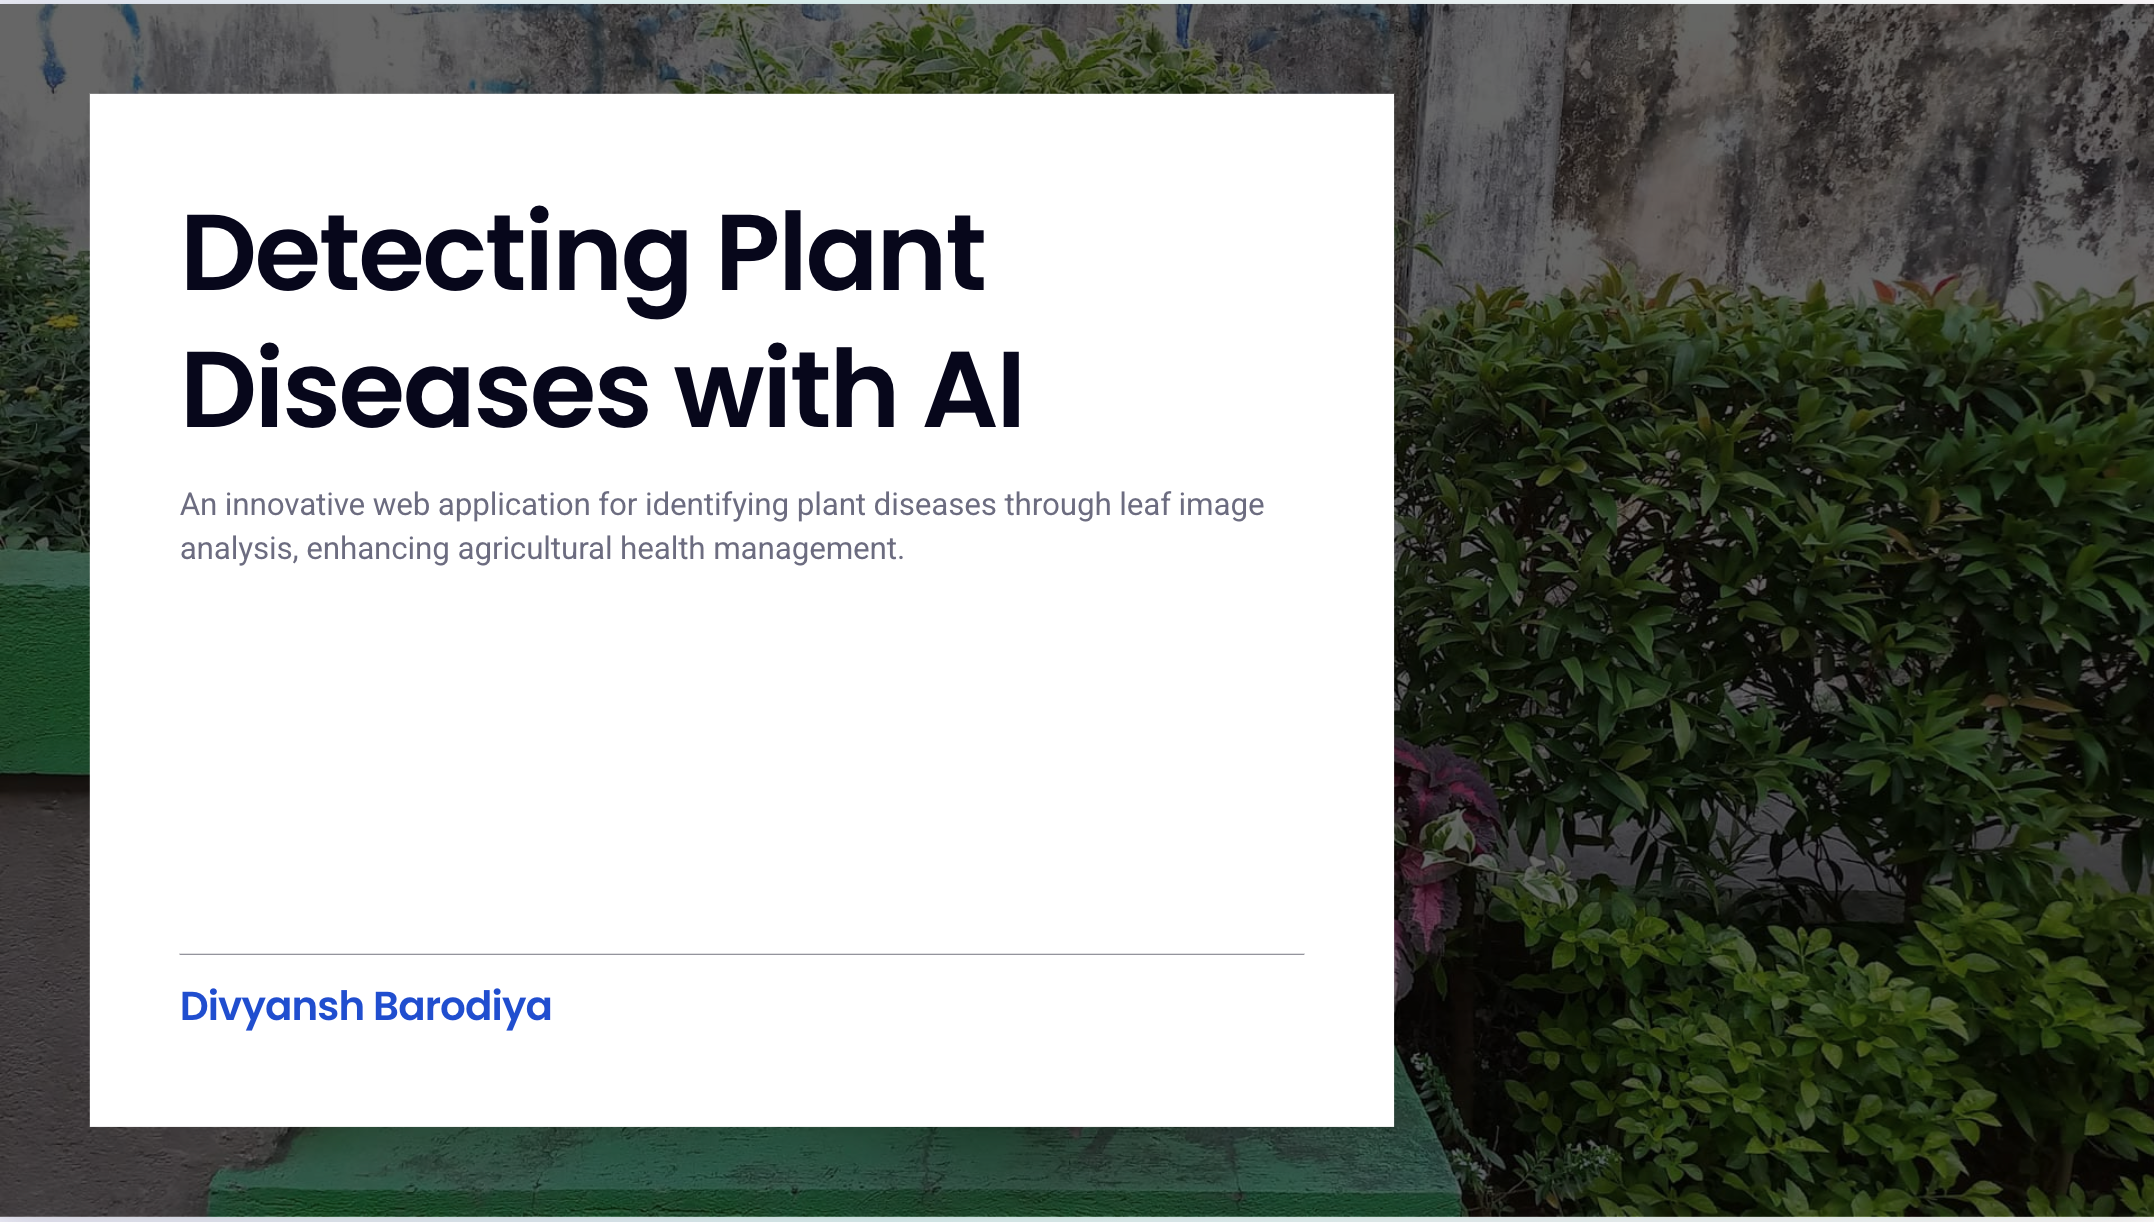 Detecting Plant
Diseases with AI
An innovative web application for identifying plant diseases through leaf image
analysis, enhancing agricultural health management.
Divyansh Barodiya